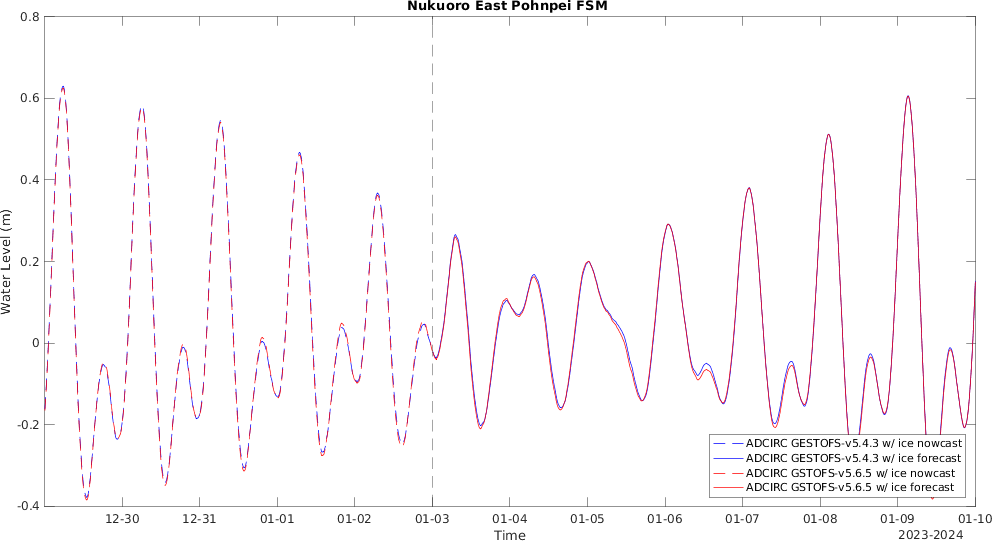 Nukuoro East Pohnpei FSM
0.8
0.6
0.4
0.2
0
-0.2
-0.4
Water Level (m)
12-30 12-31 01-01 01-02 01-03 01-04 01-05 01-06 01-07 01-08 01-09 01-10
Time
2023-2024
ADCIRC GESTOFS-v5.4.3 w/ ice nowcast
ADCIRC GESTOFS-v5.4.3 w/ ice forecast
ADCIRC GSTOFS-v5.6.5 w/ ice nowcast
ADCIRC GSTOFS-v5.6.5 w/ ice forecast